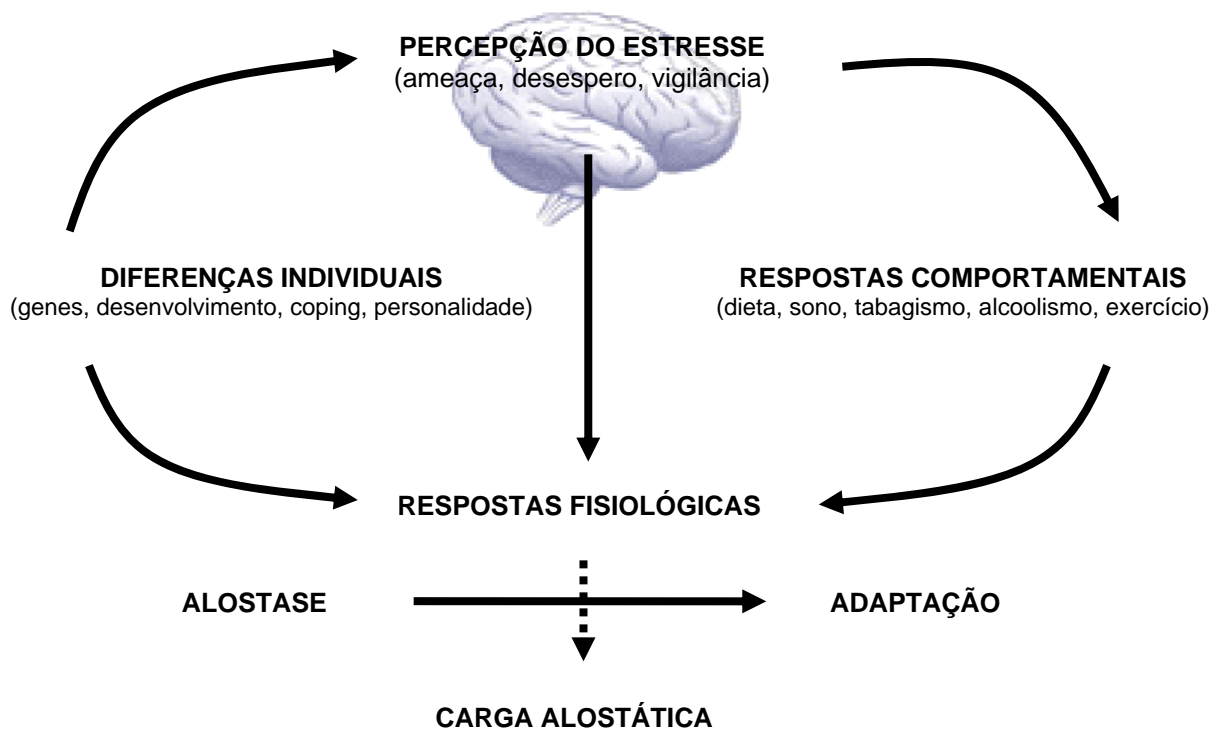 PERCEPÇÃO DO ESTRESSE
(ameaça, desespero, vigilância)
DIFERENÇAS INDIVIDUAIS
(genes, desenvolvimento, coping, personalidade)
RESPOSTAS COMPORTAMENTAIS
(dieta, sono, tabagismo, alcoolismo, exercício)
RESPOSTAS FISIOLÓGICAS
ALOSTASE
ADAPTAÇÃO
CARGA ALOSTÁTICA